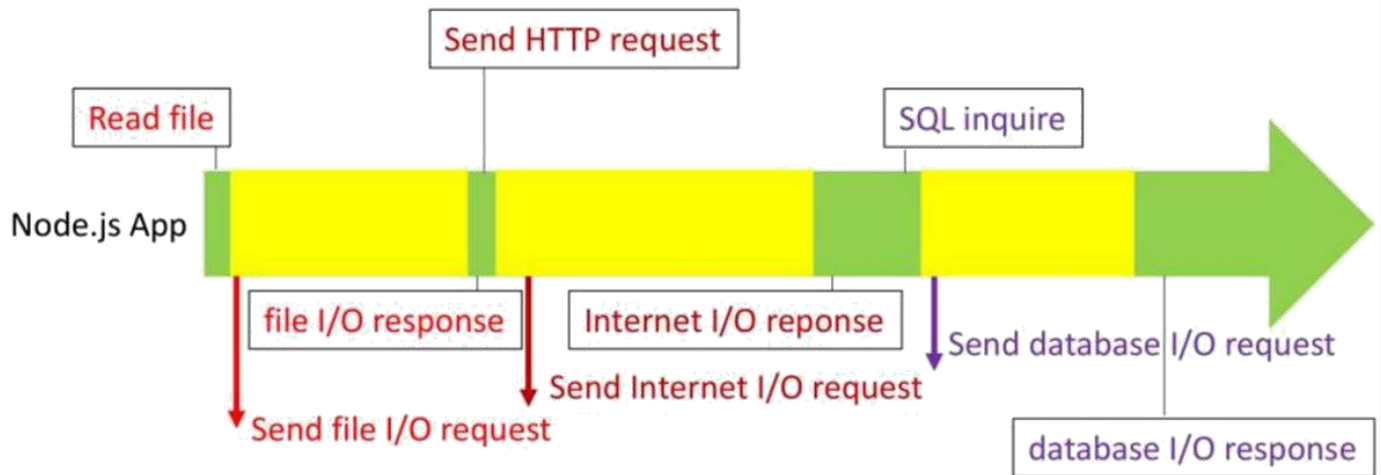 Send HTTP request
Read file
SQL inquire
Node.js App
file I/O response
Internet I/O reponse
Send database I/O request
Send Internet I/O request
Send file I/O request
database I/O response